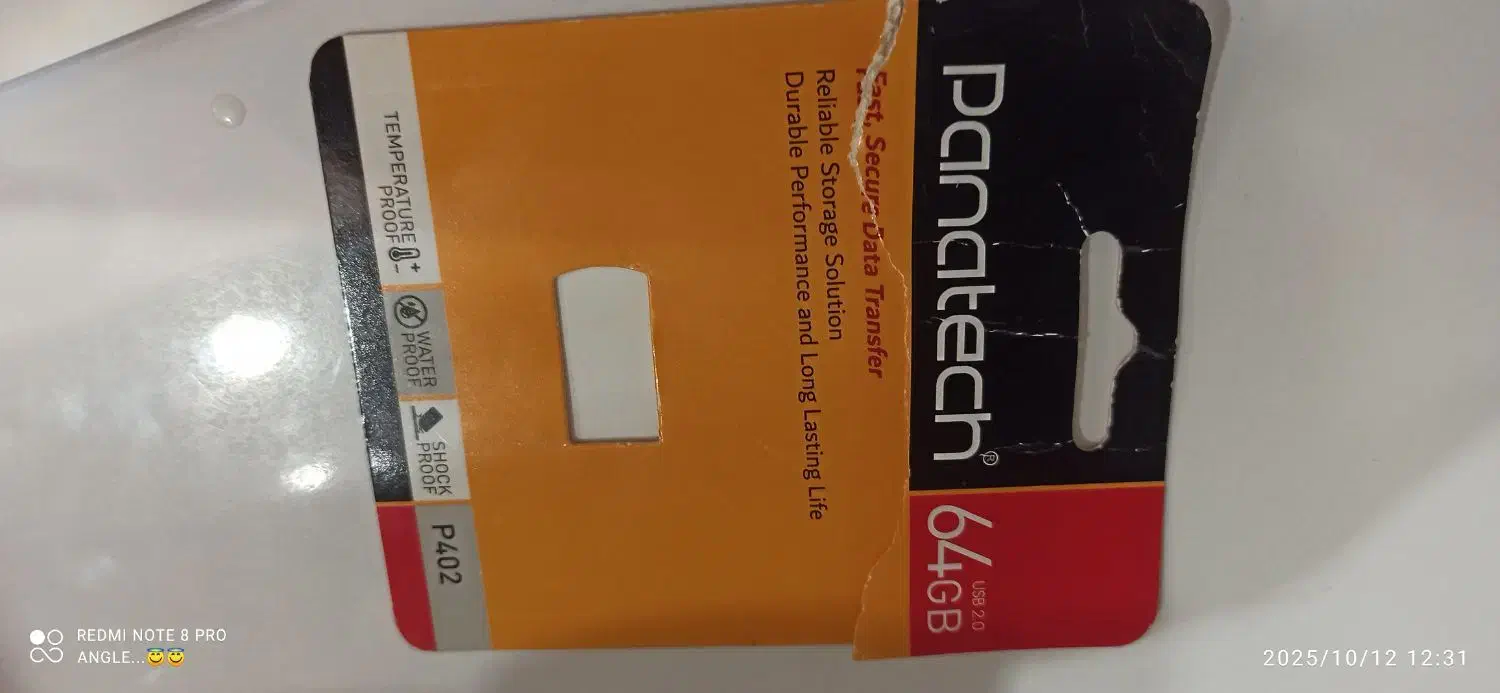 panatech®
64GB
USB 2.0
Fast, Secure Data Transfer
Reliable Storage Solution
Durable Performance and Long Lasting Life
TEMPERATURE
PROOF
WATER
PROOF
SHOCK
PROOF
P402
REDMI NOTE 8 PRO
ANGLE...😇😇
2025/10/12 12:31